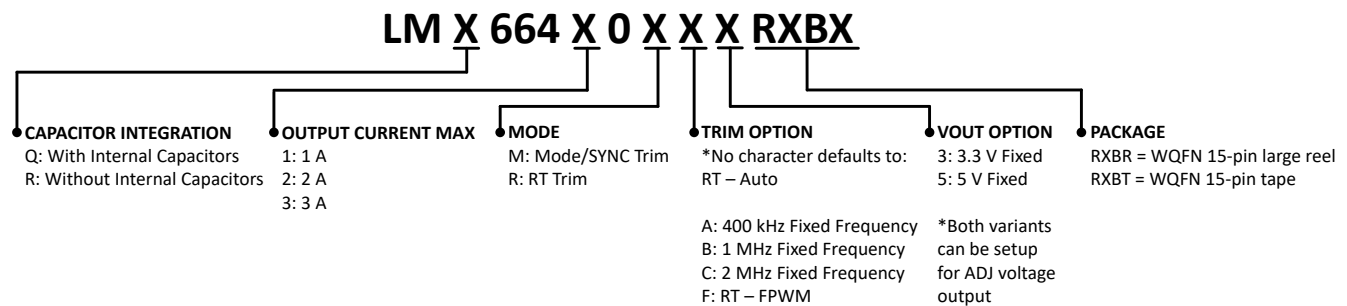 LM X 664 X 0 X X X RXBX
CAPACITOR INTEGRATION
Q: With Internal Capacitors
R: Without Internal Capacitors
OUTPUT CURRENT MAX
1: 1 A
2: 2 A
3: 3 A
MODE
M: Mode/SYNC Trim
R: RT Trim
TRIM OPTION
*No character defaults to:
RT – Auto
A: 400 kHz Fixed Frequency
B: 1 MHz Fixed Frequency
C: 2 MHz Fixed Frequency
F: RT – FPWM
VOUT OPTION
3: 3.3 V Fixed
5: 5 V Fixed
*Both variants
can be setup
for ADJ voltage
output
PACKAGE
RXBR = WQFN 15-pin large reel
RXBT = WQFN 15-pin tape